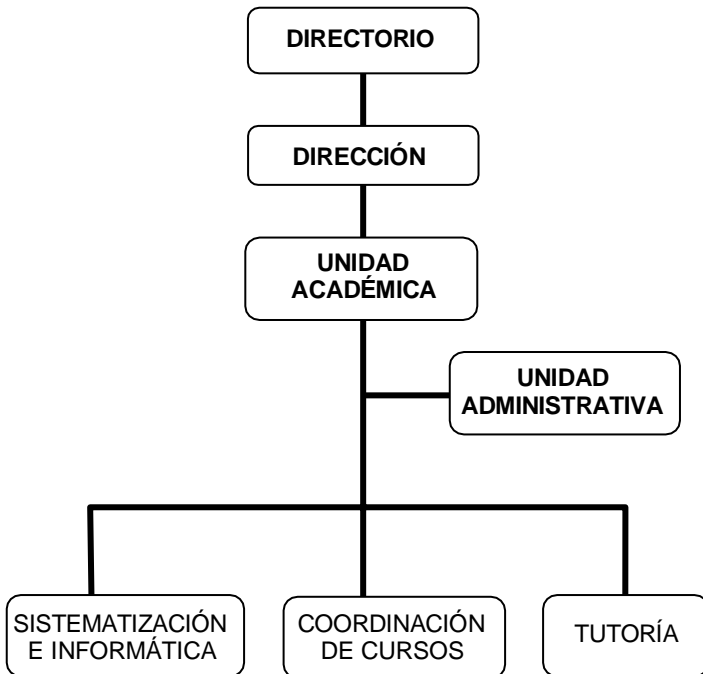 DIRECTORIO
DIRECCIÓN
UNIDAD
ACADÉMICA
UNIDAD
ADMINISTRATIVA
SISTEMATIZACIÓN
E INFORMÁTICA
COORDINACIÓN
DE CURSOS
TUTORÍA